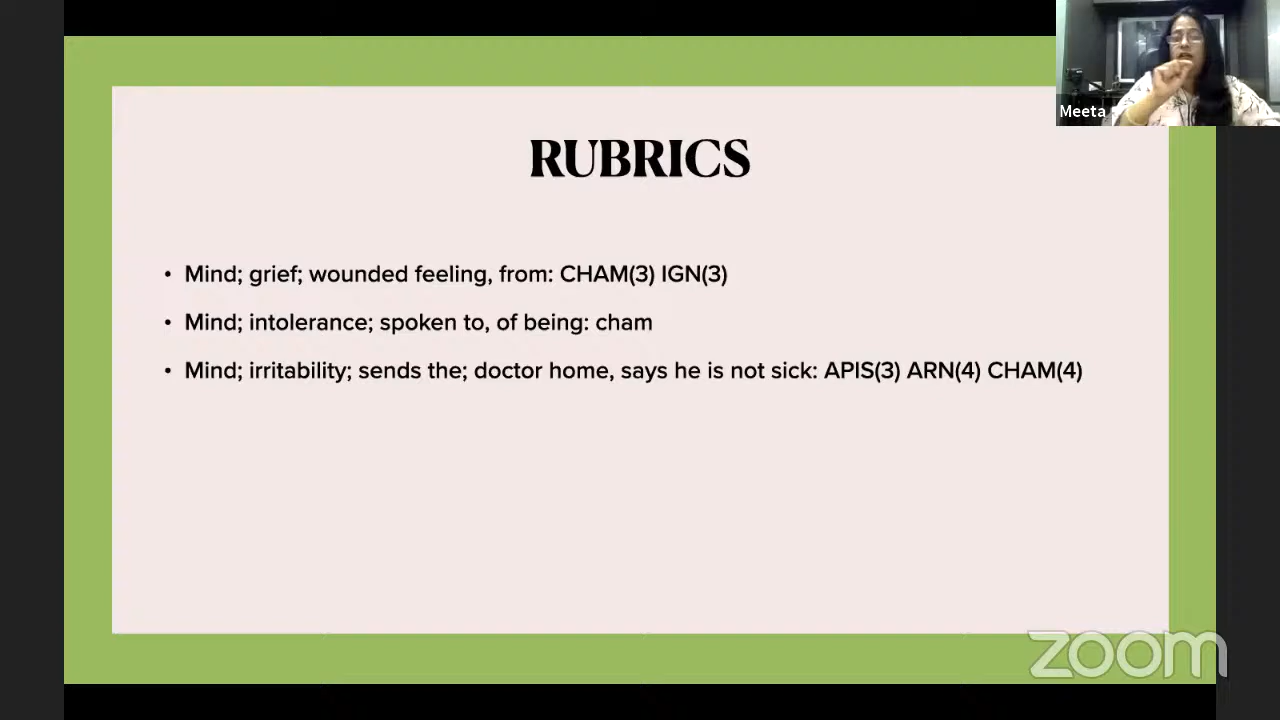 Meeta
RUBRICS
• Mind; grief; wounded feeling, from: CHAM(3) IGN(3)
• Mind; intolerance; spoken to, of being: cham
• Mind; irritability; sends the; doctor home, says he is not sick: APIS(3) ARN(4) CHAM(4)
zoom